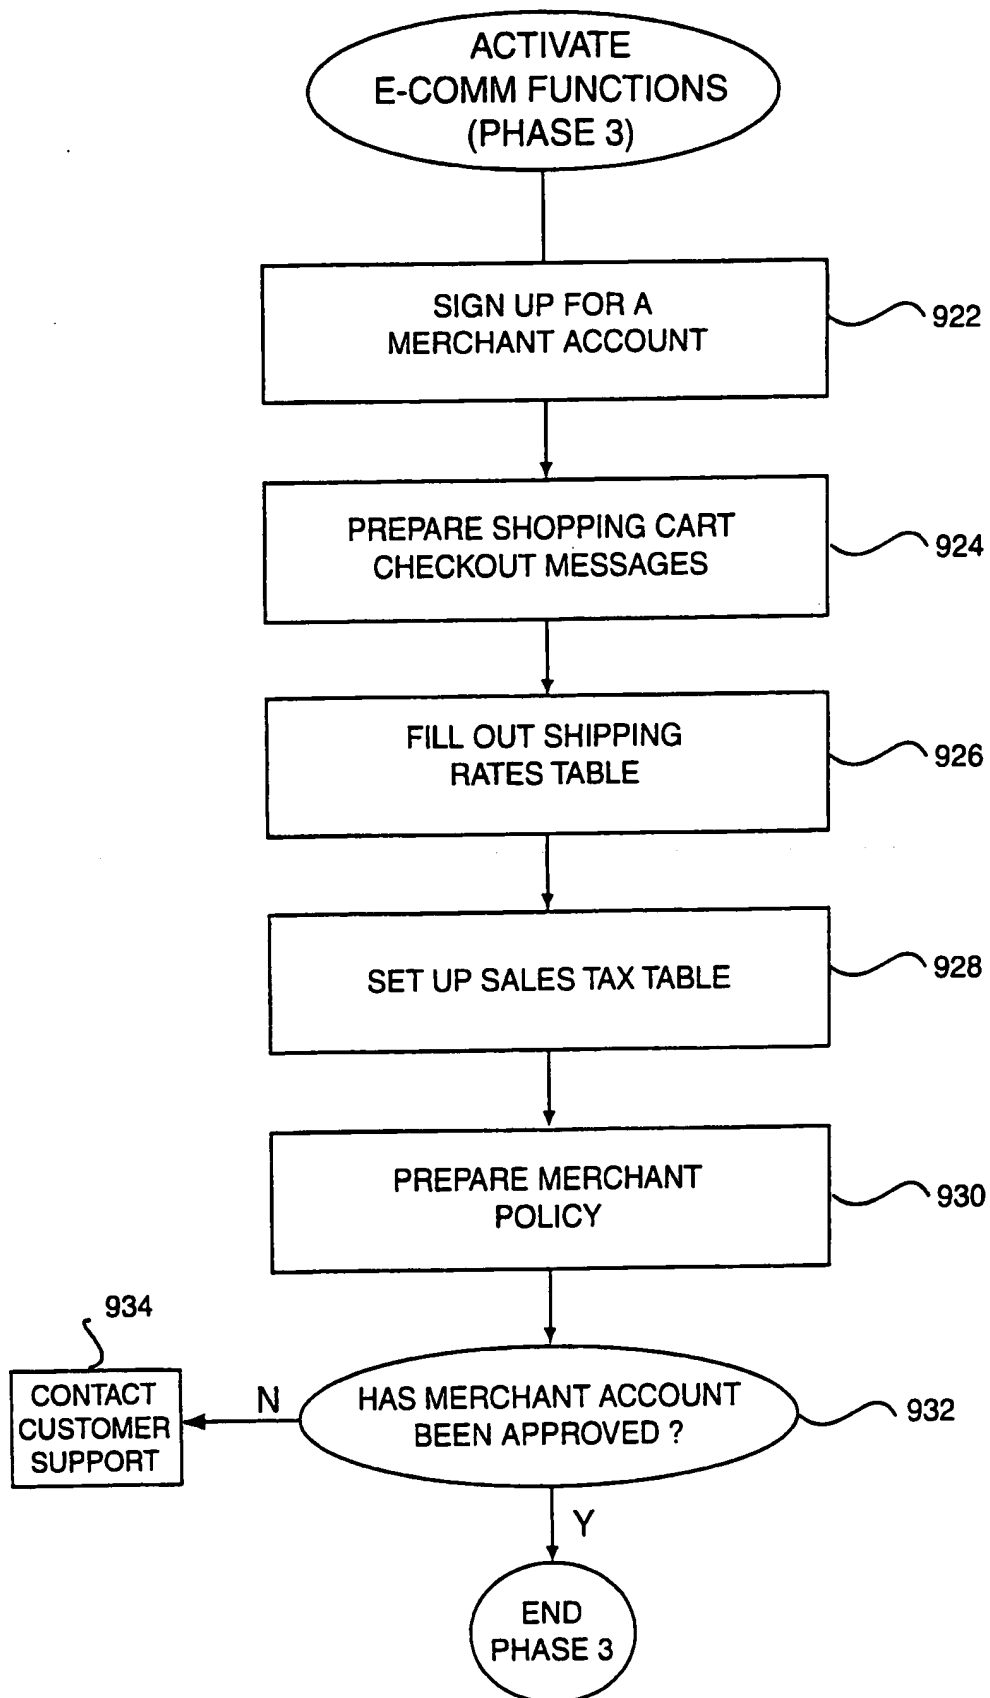 ACTIVATE
E-COMM FUNCTIONS
(PHASE 3)
SIGN UP FOR A
MERCHANT ACCOUNT
922
PREPARE SHOPPING CART
CHECKOUT MESSAGES
924
FILL OUT SHIPPING
RATES TABLE
926
SET UP SALES TAX TABLE
928
PREPARE MERCHANT
POLICY
930
HAS MERCHANT ACCOUNT
BEEN APPROVED ?
932
N
934
CONTACT
CUSTOMER
SUPPORT
Y
END
PHASE 3